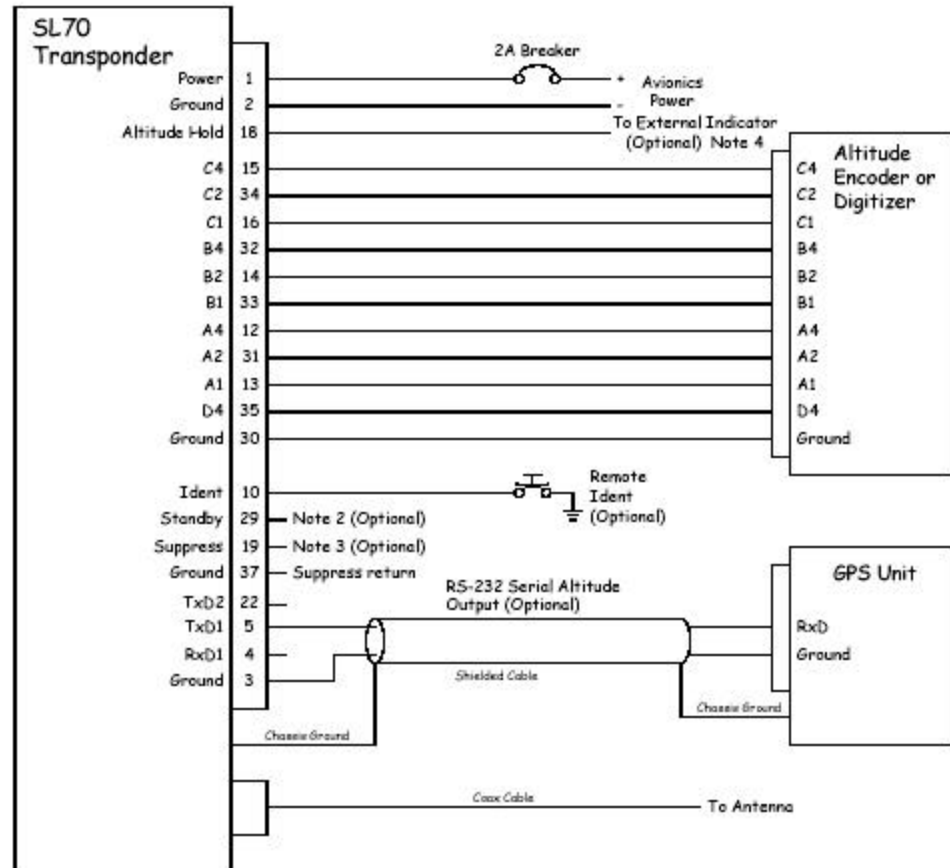 SL70
Transponder
2A Breaker
Power 1 + Avionics
Ground 2 - Power
Altitude Hold 18 To External Indicator
(Optional) Note 4
Altitude
Encoder or
Digitizer
C4 15 C4
C2 34 C2
C1 16 C1
B4 32 B4
B2 14 B2
B1 33 B1
A4 12 A4
A2 31 A2
A1 13 A1
D4 35 D4
Ground 30 Ground
Ident 10 Remote
Ident
(Optional)
Standby 29 Note 2 (Optional)
Suppress 19 Note 3 (Optional)
Ground 37 Suppress return
GPS Unit
RS-232 Serial Altitude
Output (Optional)
TxD2 22
TxD1 5 RxD
RxD1 4 Ground
Ground 3
Shielded Cable
Chassis Ground
Chassis Ground
Coax Cable
To Antenna